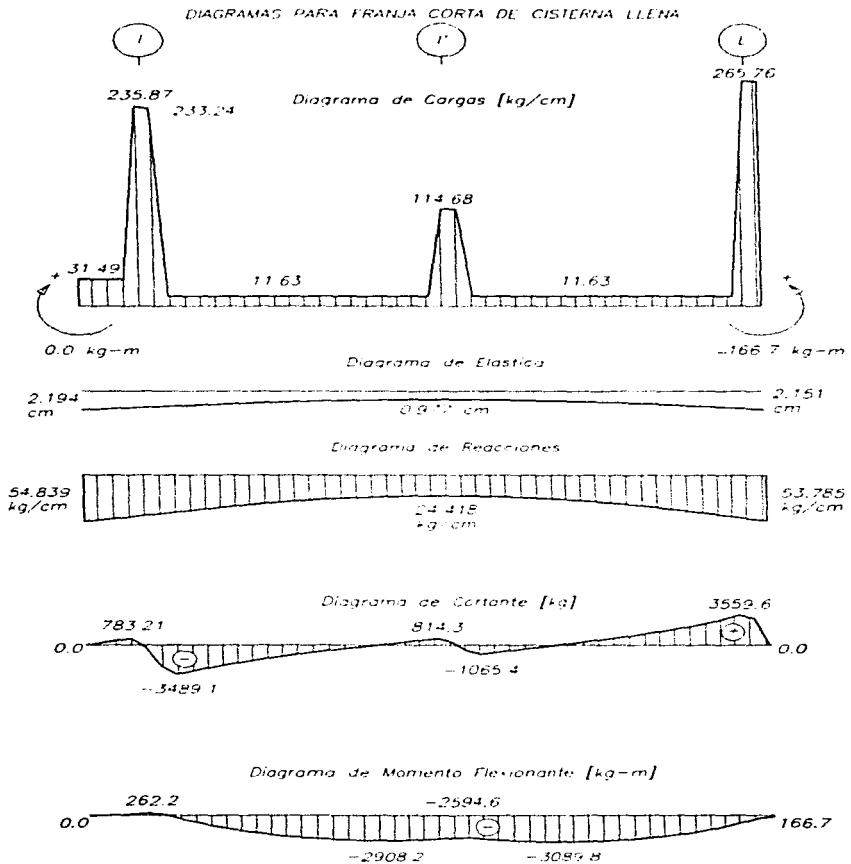 DIAGRAMAS PARA FRANJA CORTA DE CISTERNA LLENA
I I' L
235.87 265.76
Diagrama de Cargas [kg/cm]
233.24
114.68
31.49 11.63 11.63
+ +
0.0 kg-m -166.7 kg-m
Diagrama de Elastica
2.194 cm 2.151 cm
cm
Diagrama de Reacciones
54.839 kg/cm 53.785 kg/cm
24.418 kg/cm
Diagrama de Cortante [kg]
783.21 814.3 3559.6
0.0 - + 0.0
-3489.1 -1065.4
Diagrama de Momento Flexionante [kg-m]
262.2 -2594.6
0.0 - 166.7
-2908.2 -3089.8